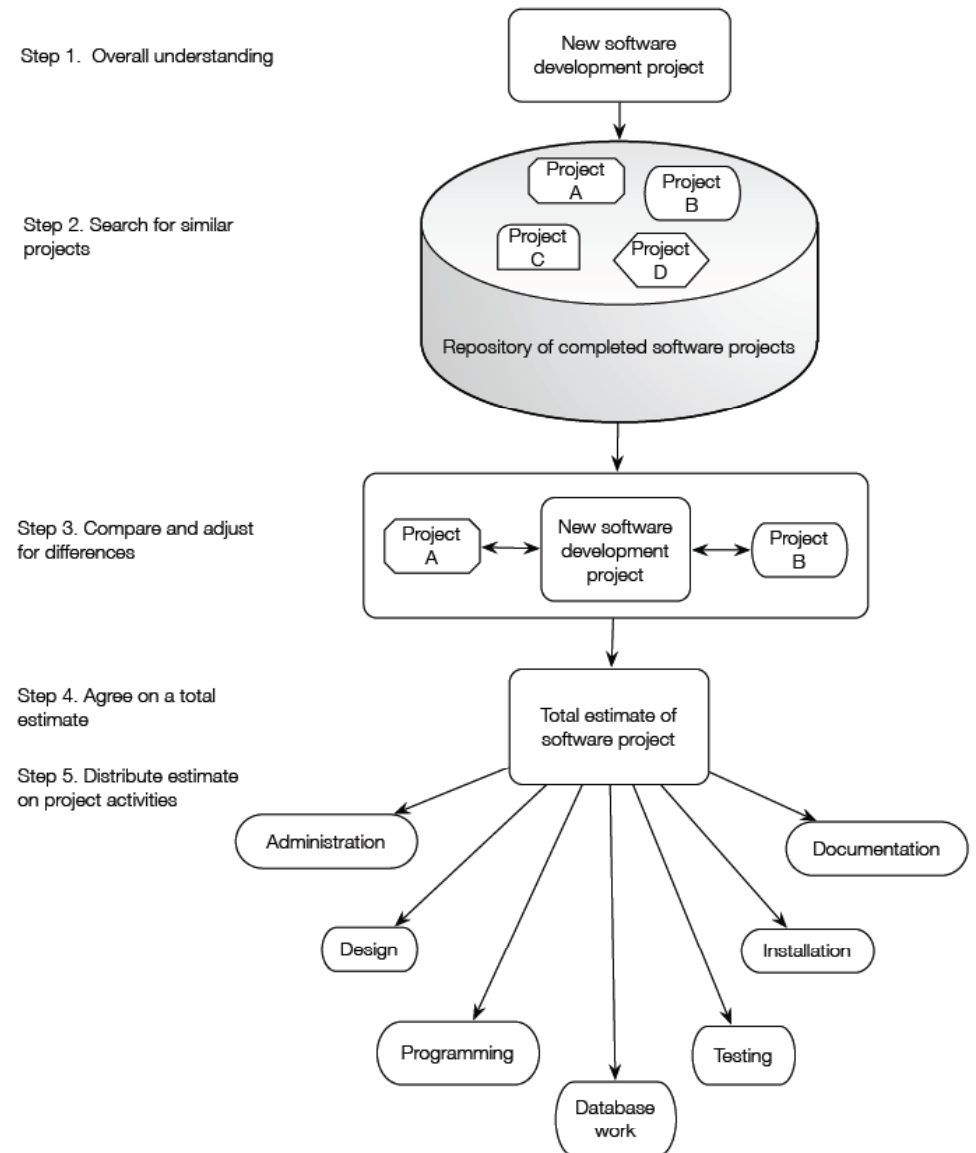 Step 1.  Overall understanding
New software
development project
Step 2. Search for similar
projects
Project
A
Project
B
Project
C
Project
D
Repository of completed software projects
Step 3. Compare and adjust
for differences
Project
A
New software
development
project
Project
B
Step 4. Agree on a total
estimate
Total estimate of
software project
Step 5. Distribute estimate
on project activities
Administration
Documentation
Design
Installation
Programming
Testing
Database
work